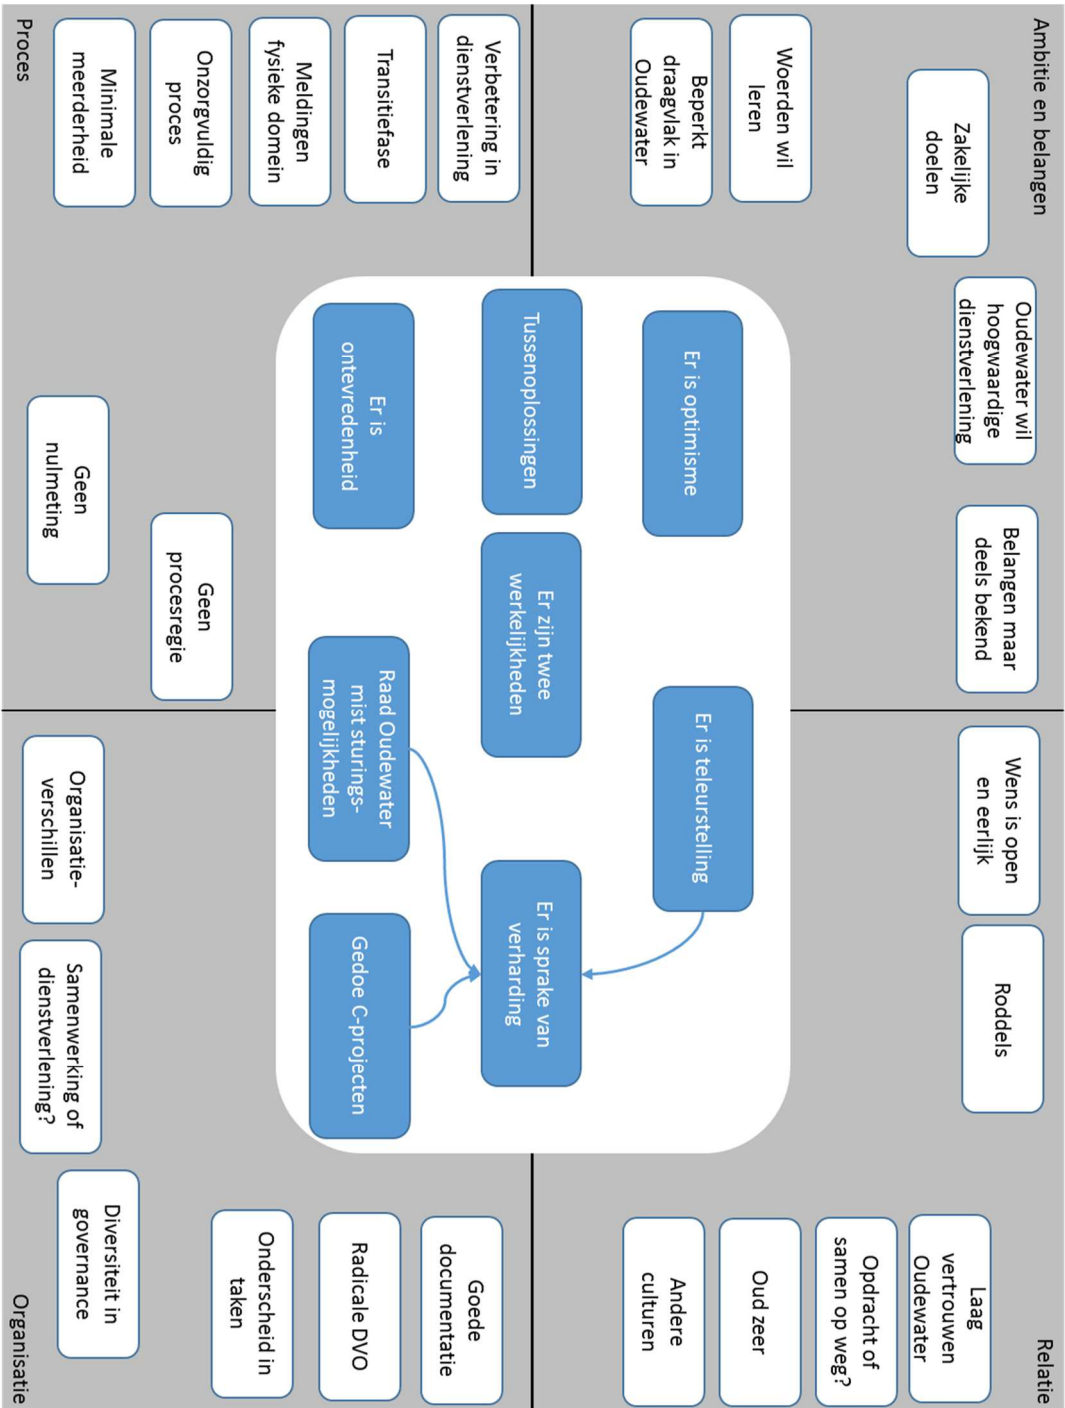 Ambitie en belangen
Relatie
Zakelijke
doelen
Oudewater wil
hoogwaardige
dienstverlening
Belangen maar
deels bekend
Wens is open
en eerlijk
Roddels
Laag
vertrouwen
Oudewater
Woerden wil
leren
Beperkt
draagvlak in
Oudewater
Opdracht of
samen op weg?
Oud zeer
Andere
culturen
Er is optimisme
Er is teleurstelling
Tussenoplossingen
Er zijn twee
werkelijkheden
Er is sprake van
verharding
Er is
ontevredenheid
Raad Oudewater
mist sturings-
mogelijkheden
Gedoe C-projecten
Verbetering in
dienstverlening
Transitiefase
Meldingen
fysieke domein
Onzorgvuldig
proces
Minimale
meerderheid
Geen
procesregie
Geen
nulmeting
Goede
documentatie
Radicale DVO
Onderscheid in
taken
Diversiteit in
governance
Organisatie-
verschillen
Samenwerking of
dienstverlening?
Proces
Organisatie